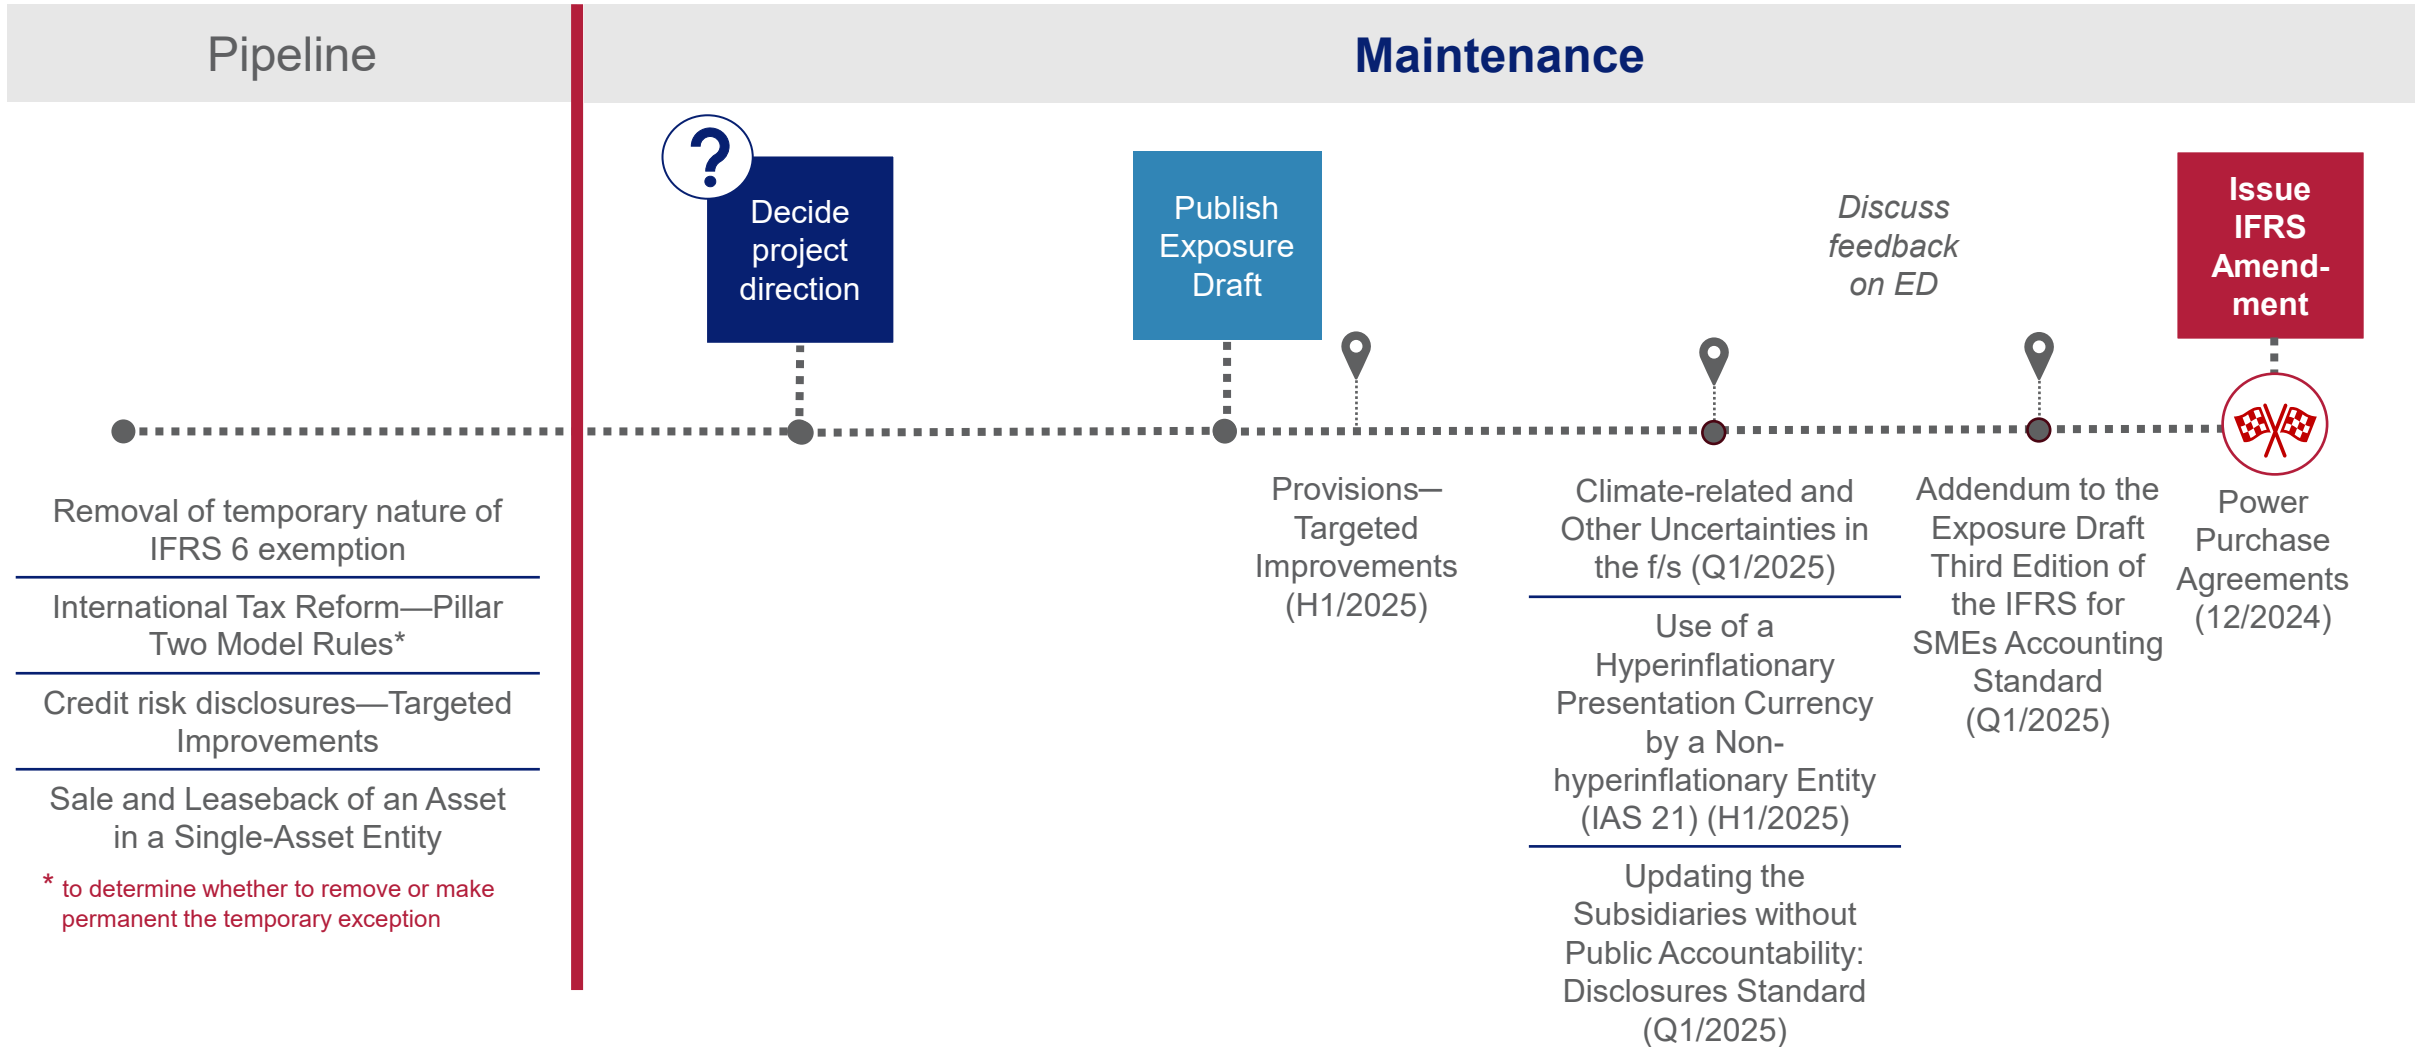 Pipeline
Maintenance
?
Decide
project
direction
Publish
Exposure
Draft
Discuss
feedback
on ED
Issue
IFRS
Amend-
ment
Removal of temporary nature of
IFRS 6 exemption
International Tax Reform—Pillar
Two Model Rules*
Credit risk disclosures—Targeted
Improvements
Sale and Leaseback of an Asset
in a Single-Asset Entity
* to determine whether to remove or make
permanent the temporary exception
Provisions—
Targeted
Improvements
(H1/2025)
Climate-related and
Other Uncertainties in
the f/s (Q1/2025)
Use of a
Hyperinflationary
Presentation Currency
by a Non-
hyperinflationary Entity
(IAS 21) (H1/2025)
Updating the
Subsidiaries without
Public Accountability:
Disclosures Standard
(Q1/2025)
Addendum to the
Exposure Draft
Third Edition of
the IFRS for
SMEs Accounting
Standard
(Q1/2025)
Power
Purchase
Agreements
(12/2024)